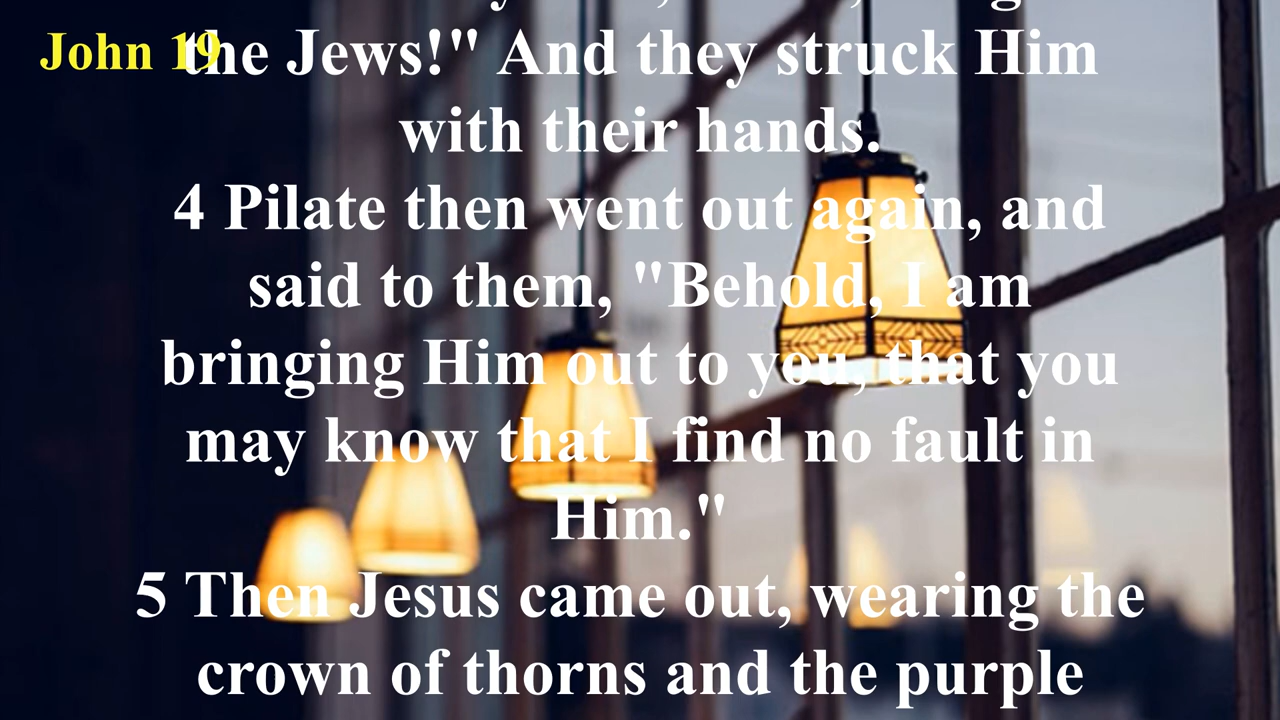 John 19
the Jews!" And they struck Him
with their hands.
4 Pilate then went out again, and
said to them, "Behold, I am
bringing Him out to you, that you
may know that I find no fault in
Him."
5 Then Jesus came out, wearing the
crown of thorns and the purple